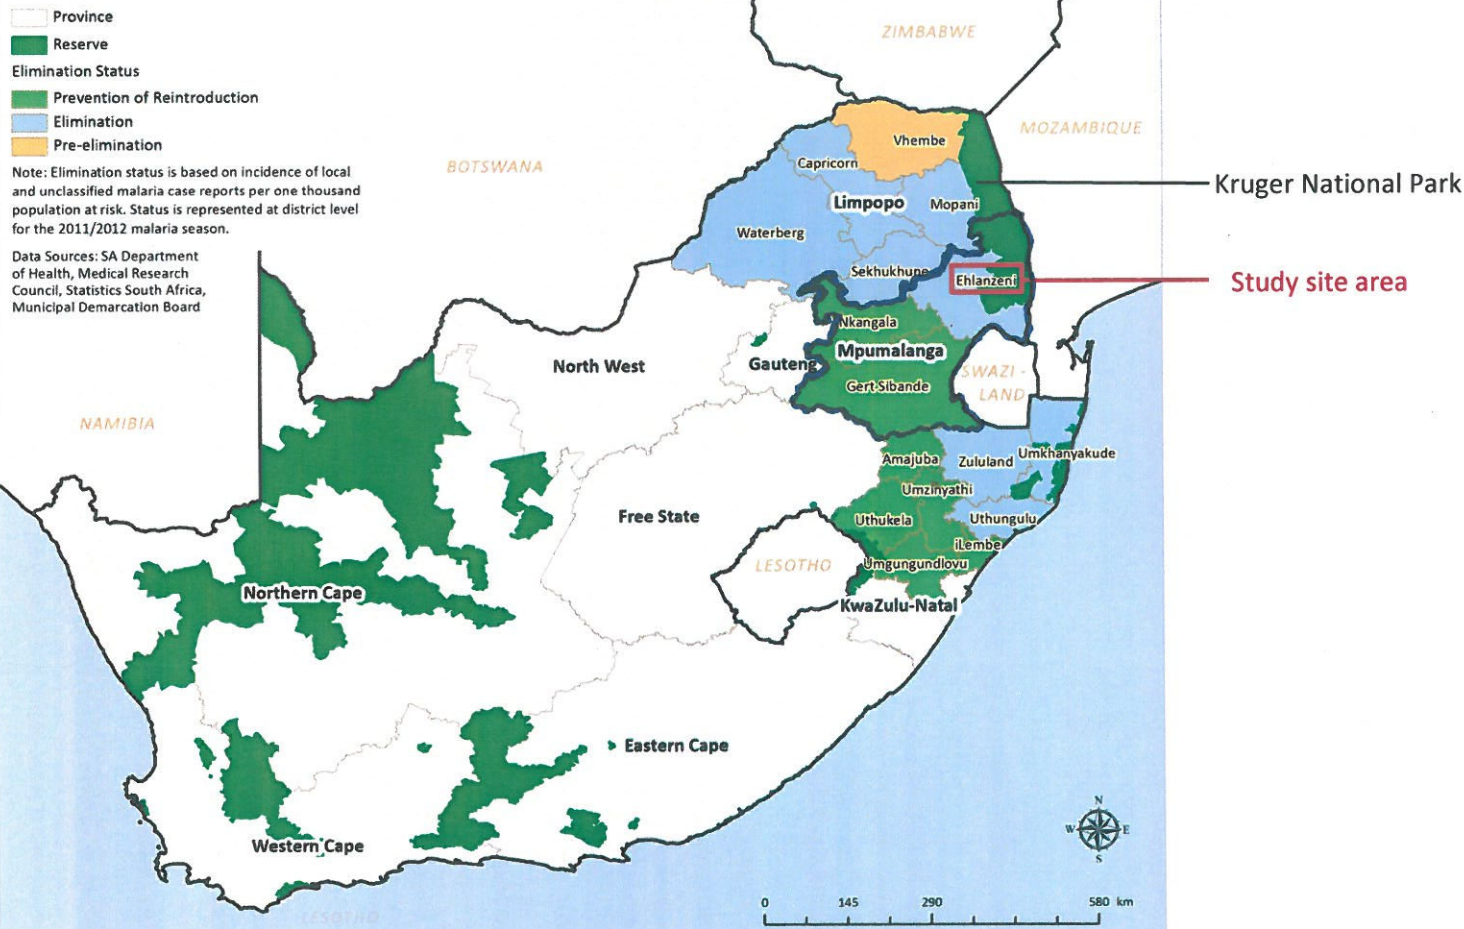 Province
Reserve
Elimination Status
Prevention of Reintroduction
Elimination
Pre-elimination
Note: Elimination status is based on incidence of local
and unclassified malaria case reports per one thousand
population at risk. Status is represented at district level
for the 2011/2012 malaria season.
Data Sources: SA Department
of Health, Medical Research
Council, Statistics South Africa,
Municipal Demarcation Board
ZIMBABWE
MOZAMBIQUE
BOTSWANA
Vhembe
Capricorn
Kruger National Park
Limpopo
Mopani
Waterberg
Sekhukhune
Ehlanzeni
Study site area
Nkangala
Mpumalanga
North West
Gauteng
Gert Sibande
SWAZI-
LAND
NAMIBIA
Amajuba
Zululand
Umkhanyakude
Umzinyathi
Free State
Uthukela
Uthungulu
iLembe
LESOTHO
Umgungundlovu
Northern Cape
KwaZulu-Natal
Eastern Cape
Western Cape
N
W
E
S
0
145
290
580 km
LESOTHO